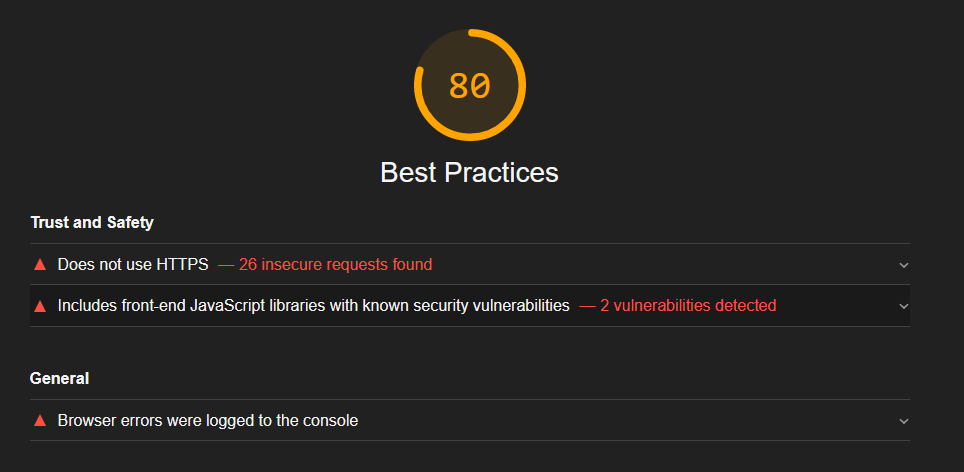 80
Best Practices
Trust and Safety
Does not use HTTPS — 26 insecure requests found
Includes front-end JavaScript libraries with known security vulnerabilities — 2 vulnerabilities detected
General
Browser errors were logged to the console